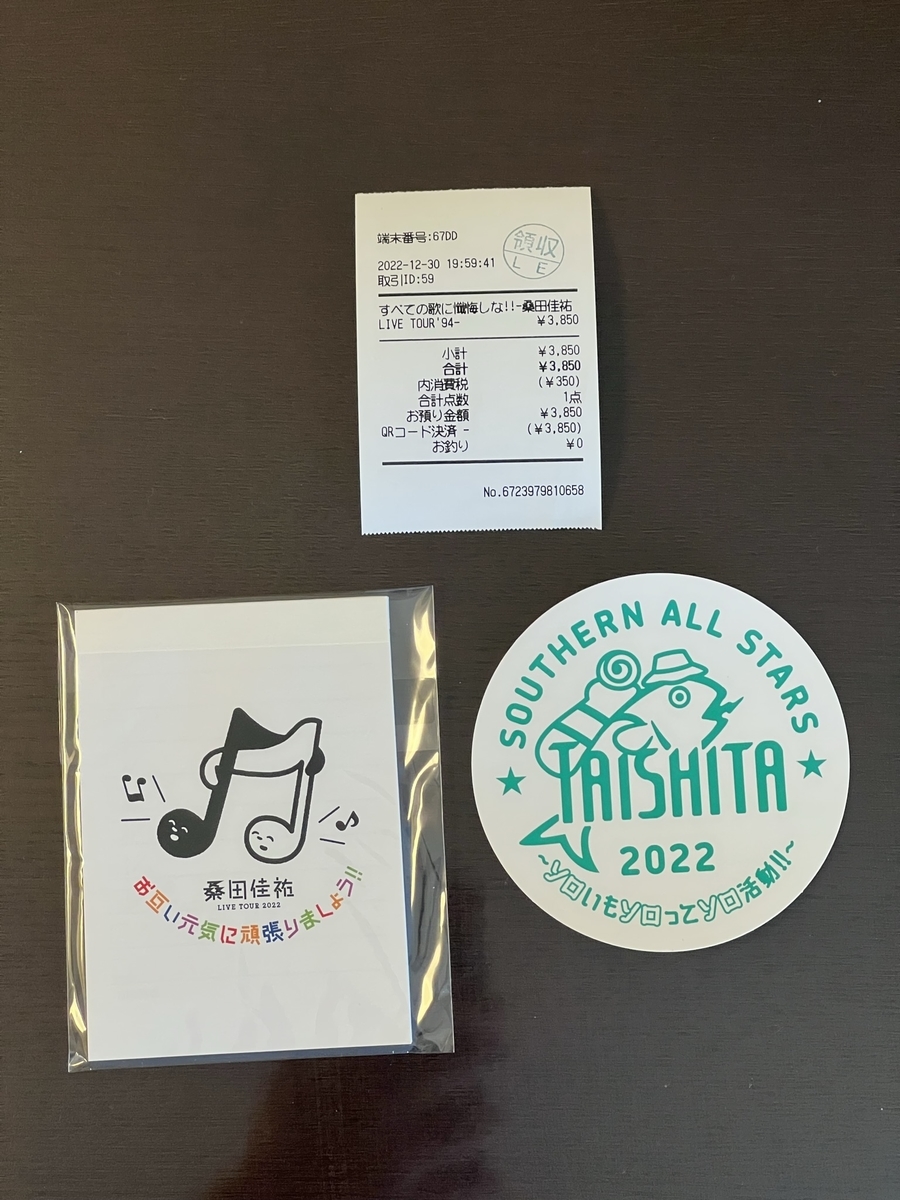 端末番号:67DD
領収
LE
2022-12-30 19:59:41
取引ID:59
すべての歌に懺悔しな!!-桑田佳祐
LIVE TOUR'94- ¥3,850
小計 ¥3,850
合計 ¥3,850
内消費税 (¥350)
合計点数 1点
お預り金額 ¥3,850
QRコード決済 - (¥3,850)
お釣り ¥0
No.6723979810658
桑田佳祐
LIVE TOUR 2022
お互い元気に頑張りましょう!!
SOUTHERN ALL STARS
★ TAISHITA ★
2022
~ソロいもソロってソロ活動!!~